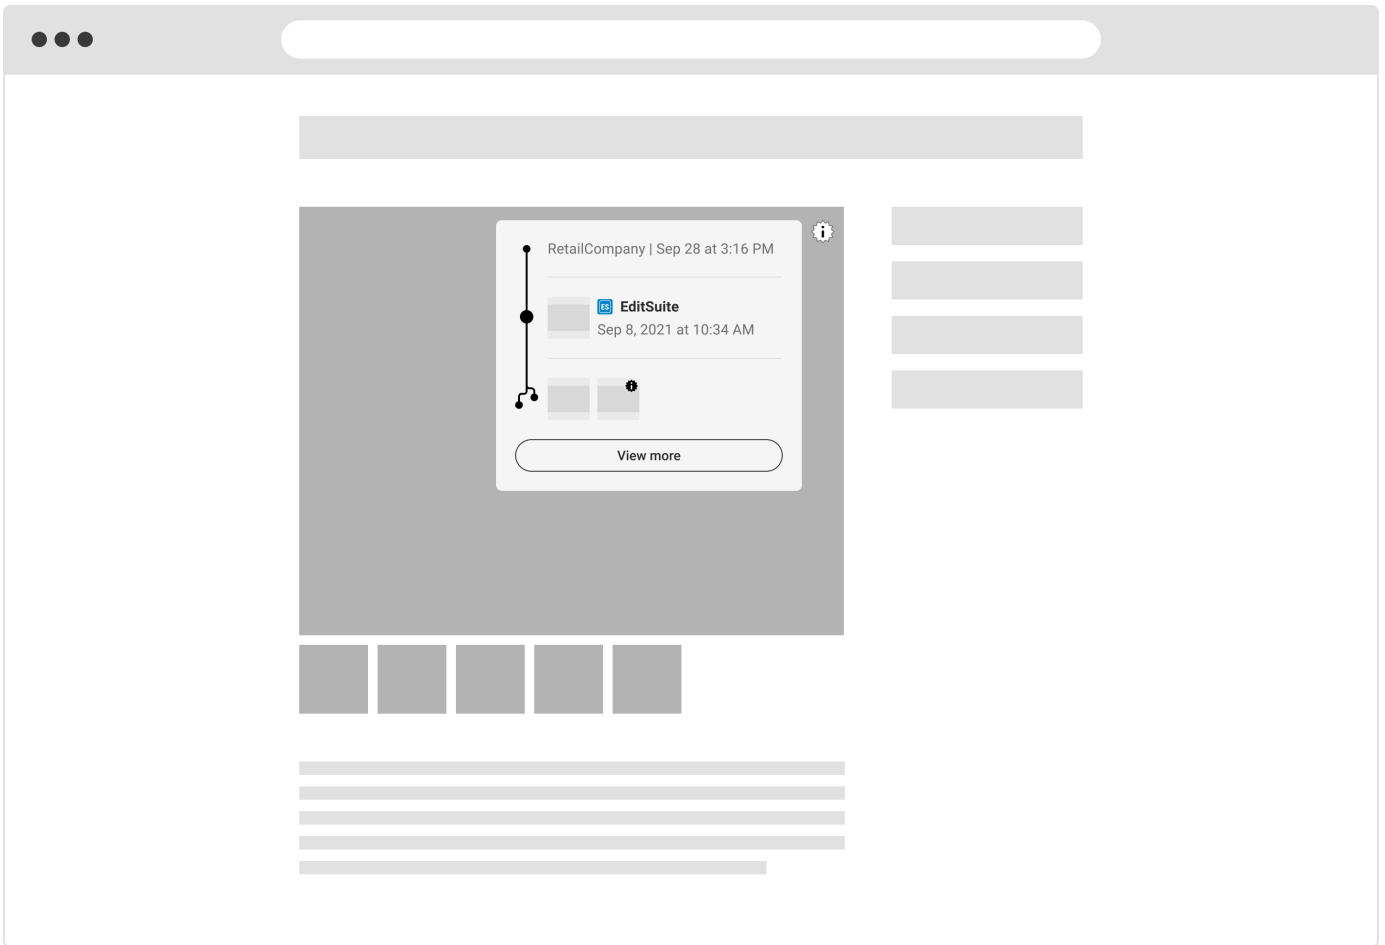 RetailCompany | Sep 28 at 3:16 PM
ES EditSuite
Sep 8, 2021 at 10:34 AM
View more